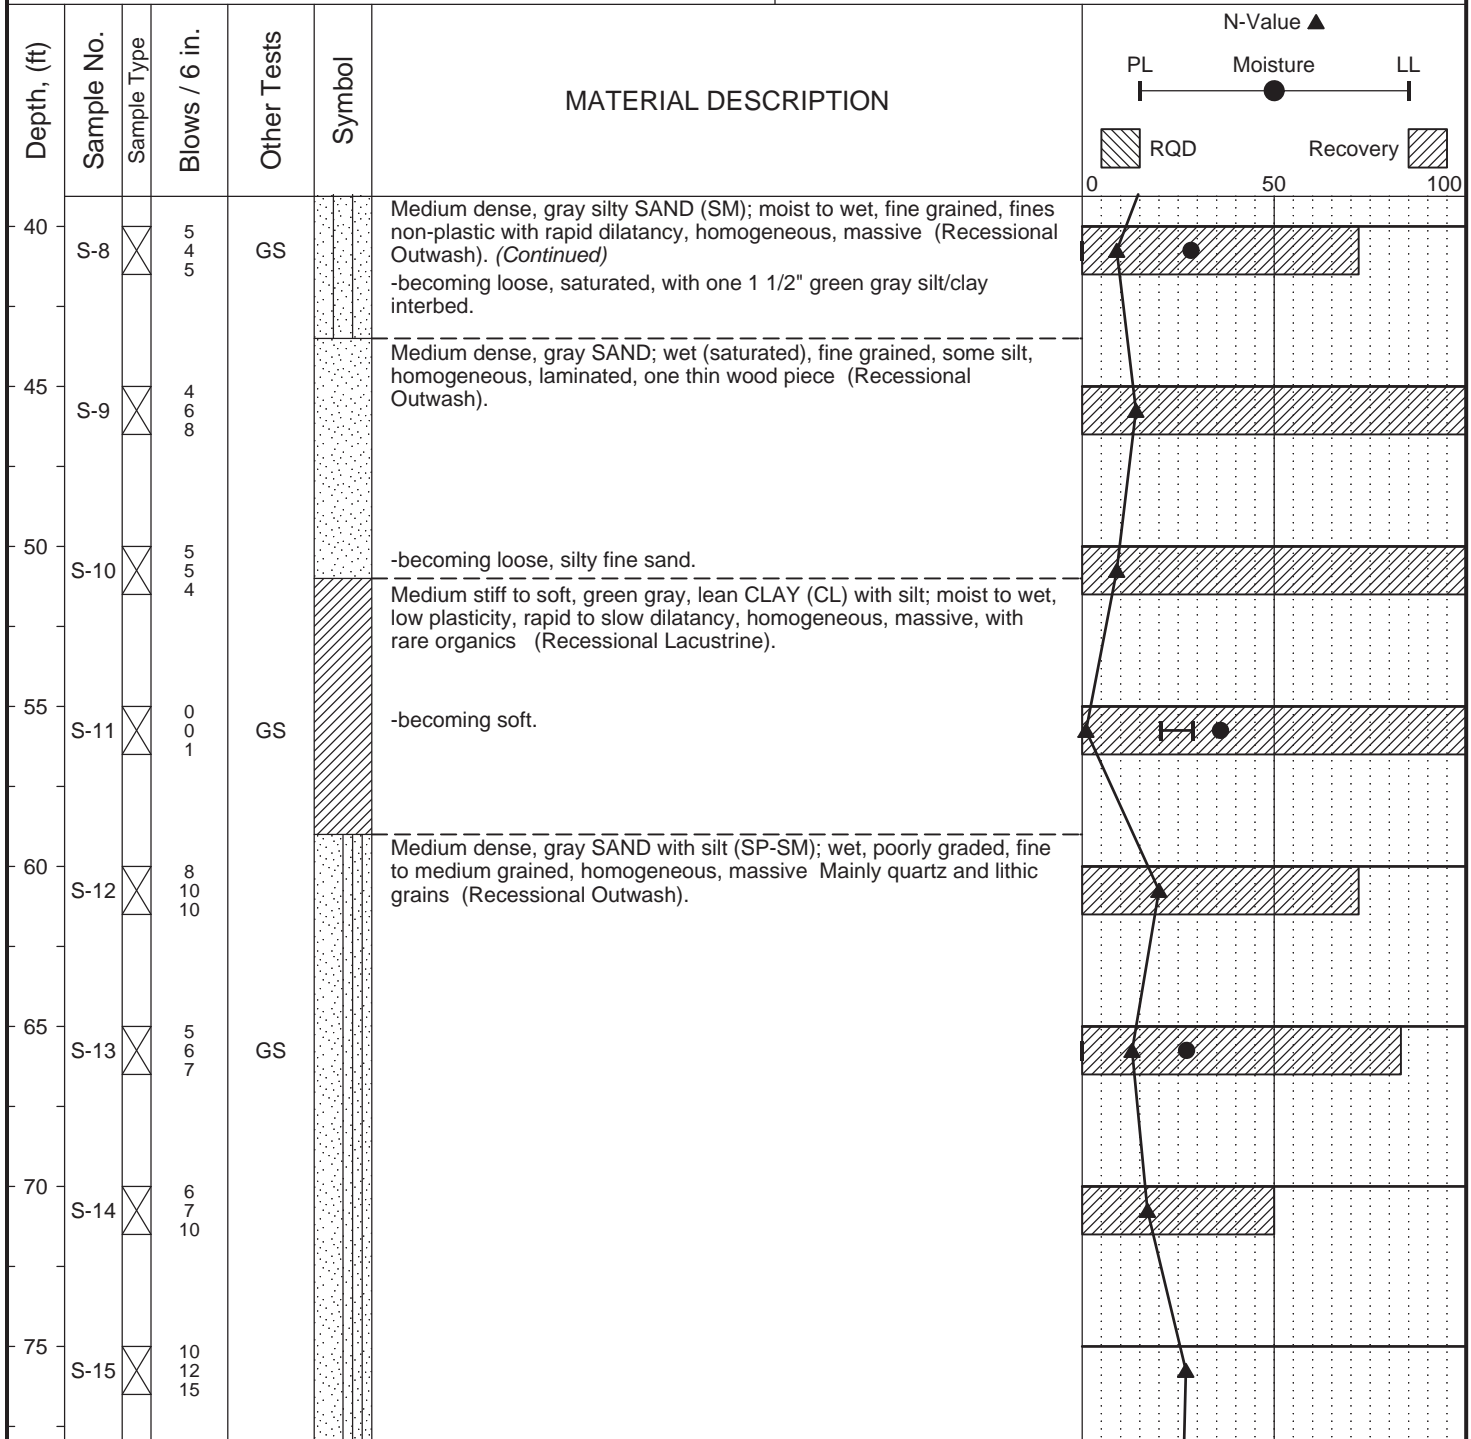 Depth, (ft)
Sample No.
Sample Type
Blows / 6 in.
Other Tests
Symbol
MATERIAL DESCRIPTION
N-Value ▲
PL Moisture LL
RQD Recovery
0 50 100
40
S-8
5
4
5
GS
Medium dense, gray silty SAND (SM); moist to wet, fine grained, fines
non-plastic with rapid dilatancy, homogeneous, massive (Recessional
Outwash). (Continued)
-becoming loose, saturated, with one 1 1/2" green gray silt/clay
interbed.
Medium dense, gray SAND; wet (saturated), fine grained, some silt,
homogeneous, laminated, one thin wood piece (Recessional
Outwash).
45
S-9
4
6
8
50
S-10
5
5
4
-becoming loose, silty fine sand.
Medium stiff to soft, green gray, lean CLAY (CL) with silt; moist to wet,
low plasticity, rapid to slow dilatancy, homogeneous, massive, with
rare organics (Recessional Lacustrine).
55
S-11
0
0
1
GS
-becoming soft.
Medium dense, gray SAND with silt (SP-SM); wet, poorly graded, fine
to medium grained, homogeneous, massive Mainly quartz and lithic
grains (Recessional Outwash).
60
S-12
8
10
10
65
S-13
5
6
7
GS
70
S-14
6
7
10
75
S-15
10
12
15